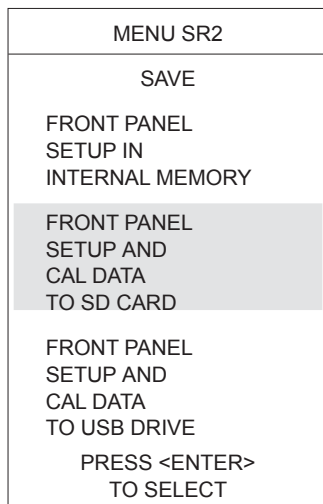 MENU SR2
SAVE
FRONT PANEL
SETUP IN
INTERNAL MEMORY
FRONT PANEL
SETUP AND
CAL DATA
TO SD CARD
FRONT PANEL
SETUP AND
CAL DATA
TO USB DRIVE
PRESS <ENTER>
TO SELECT